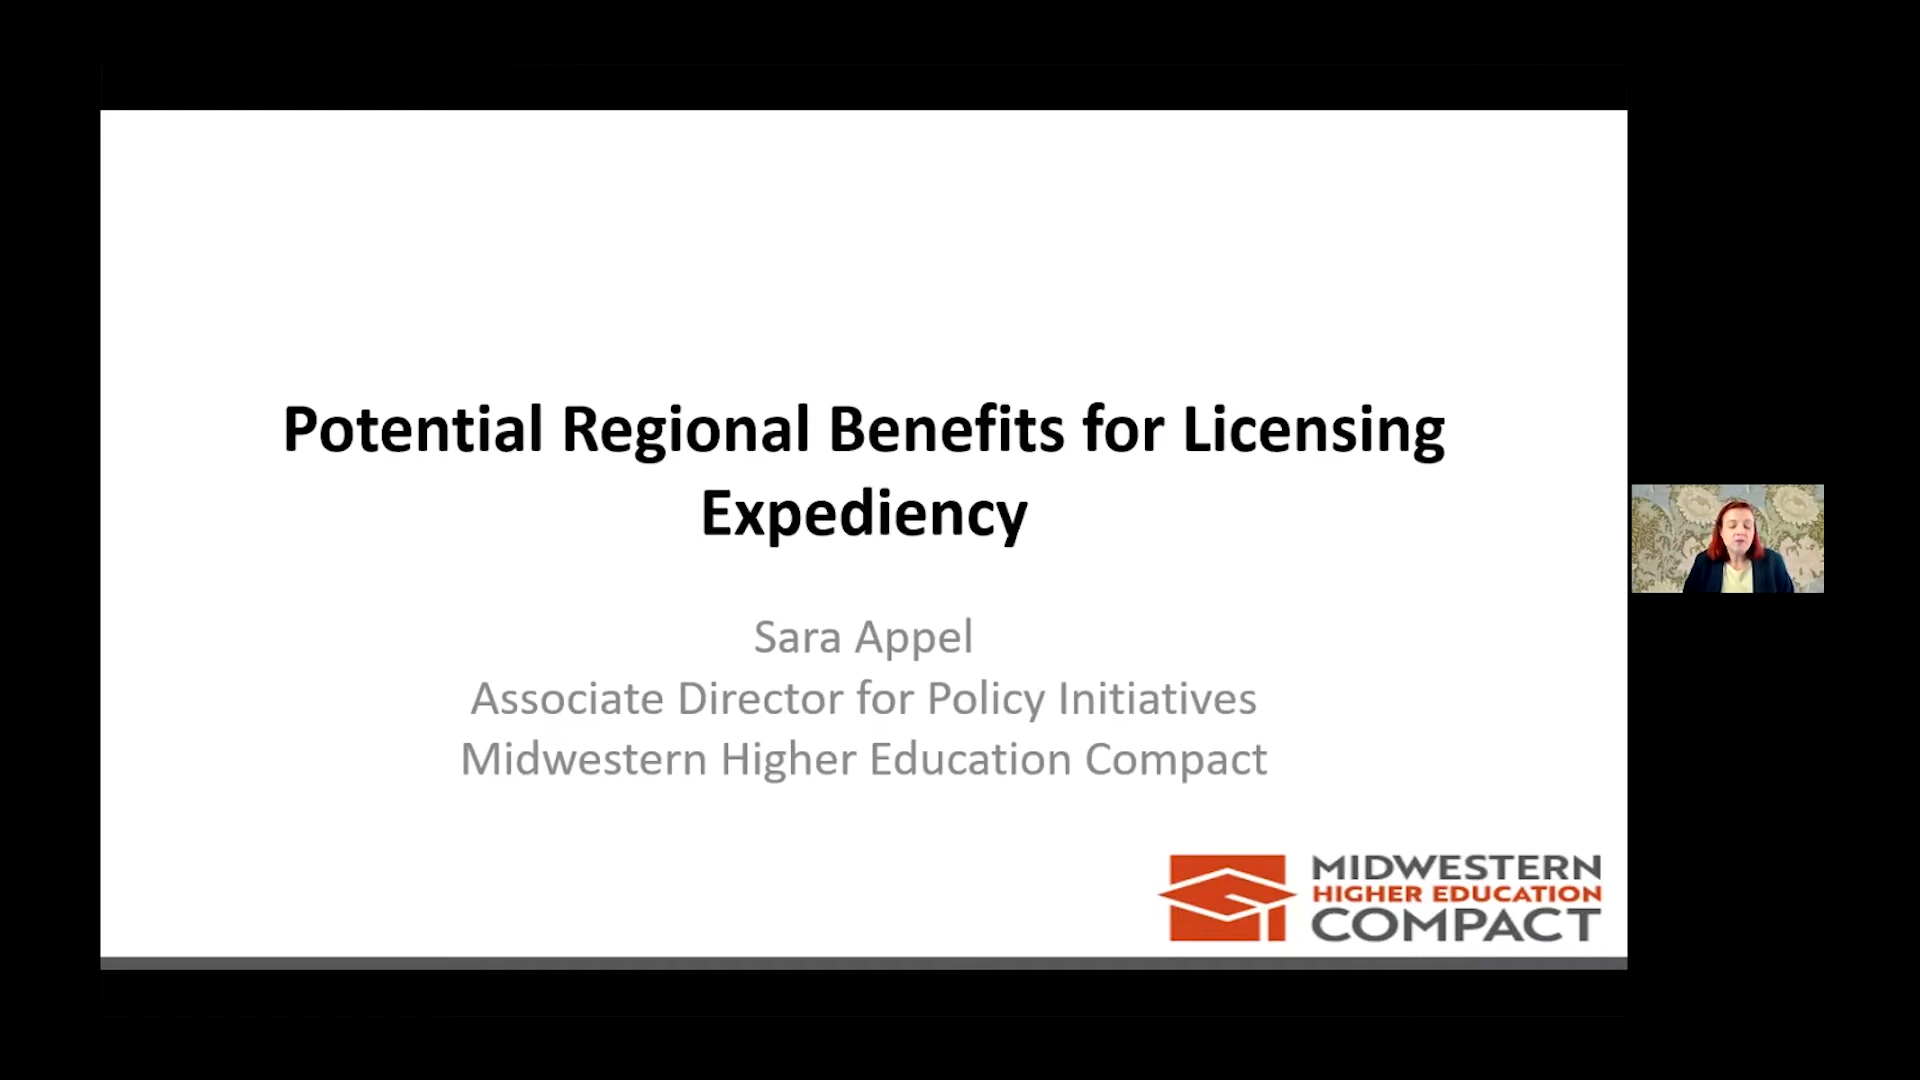 Potential Regional Benefits for Licensing
Expediency
Sara Appel
Associate Director for Policy Initiatives
Midwestern Higher Education Compact
MIDWESTERN
HIGHER EDUCATION
COMPACT